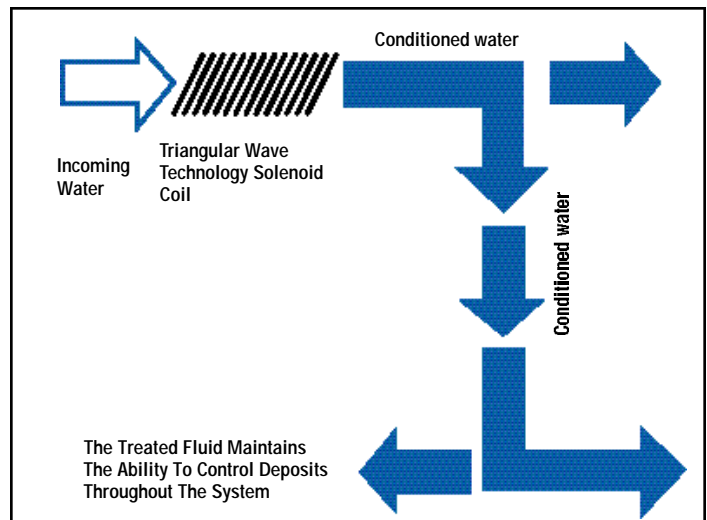 Conditioned water
Incoming
Water
Triangular Wave
Technology Solenoid
Coil
Conditioned water
The Treated Fluid Maintains
The Ability To Control Deposits
Throughout The System